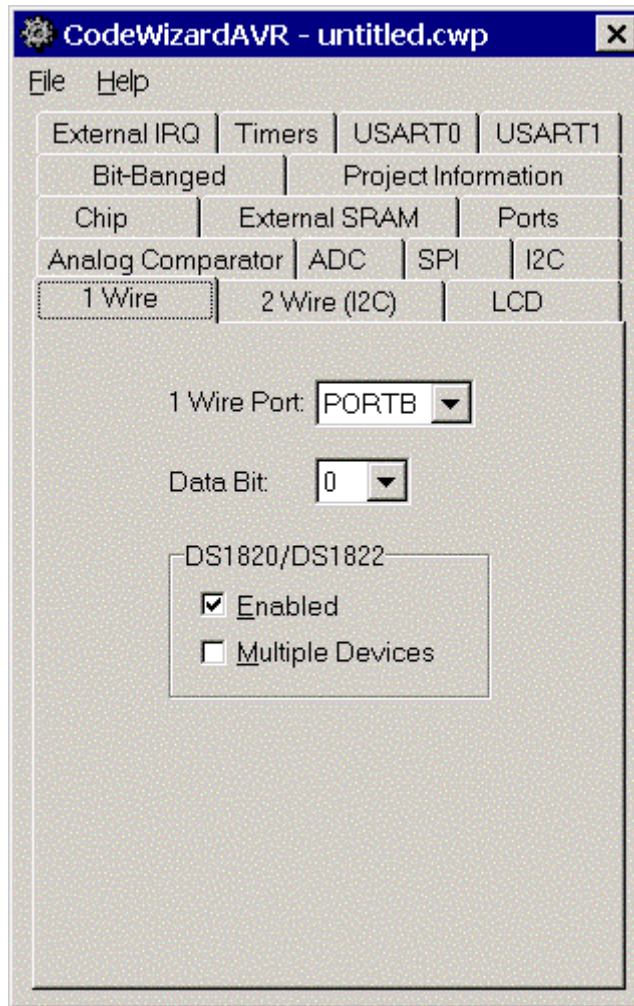 CodeWizardAVR - untitled.cwp
File Help
External IRQ Timers USART0 USART1
Bit-Banged Project Information
Chip External SRAM Ports
Analog Comparator ADC SPI I2C
1 Wire 2 Wire (I2C) LCD
1 Wire Port: PORTB
Data Bit: 0
DS1820/DS1822
Enabled
Multiple Devices